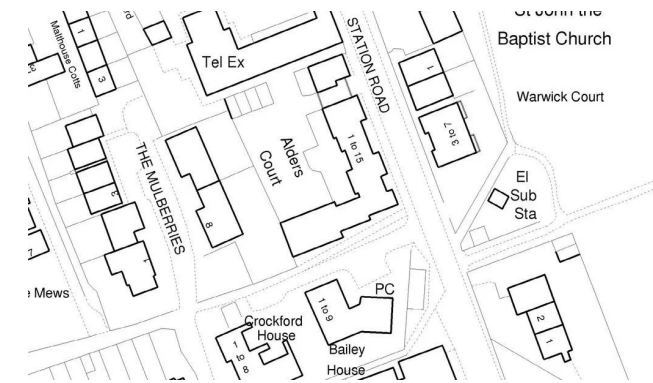 St John the
Baptist Church
Malthouse Cotts
1
3
Tel Ex
STATION ROAD
1
Warwick Court
3 to 7
1 to 15
Alders
Court
THE MULBERRIES
3
8
1
El
Sub
Sta
7
Mews
PC
1 to 9
Crockford
House
1 to 8
Bailey
House
2
1